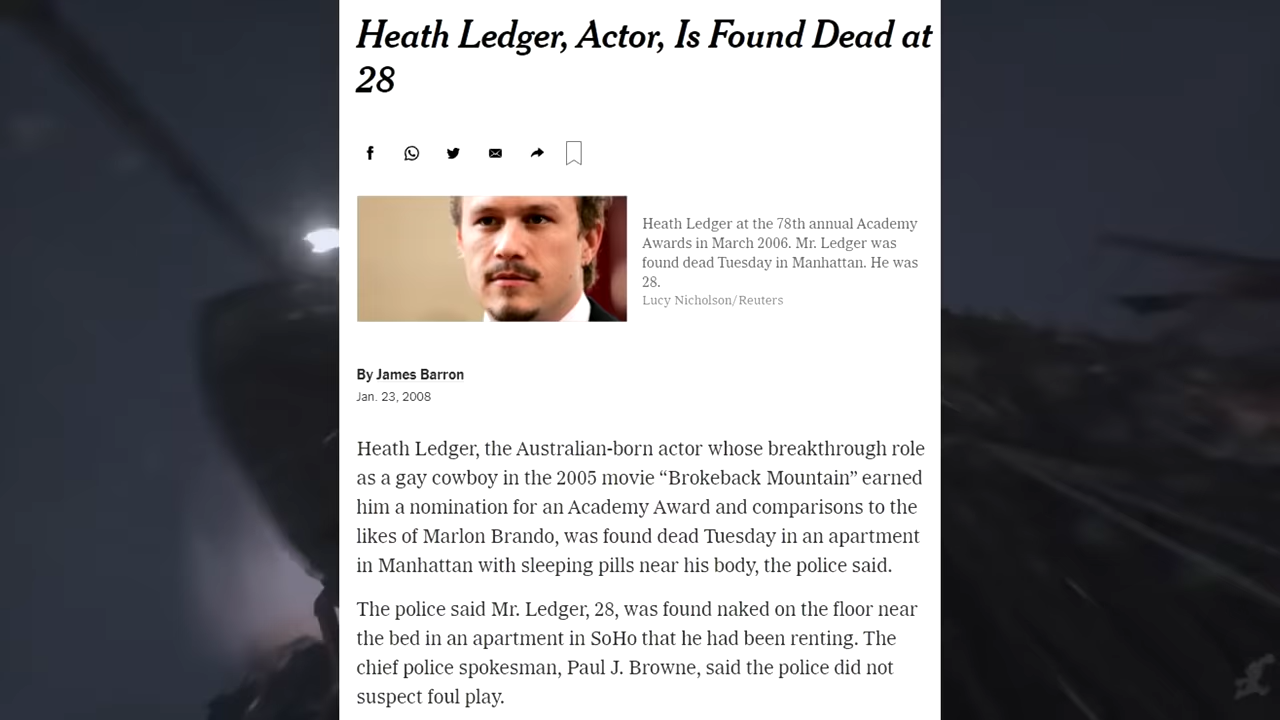 Heath Ledger, Actor, Is Found Dead at
28
Heath Ledger at the 78th annual Academy
Awards in March 2006. Mr. Ledger was
found dead Tuesday in Manhattan. He was
28.
Lucy Nicholson/Reuters
By James Barron
Jan. 23, 2008
Heath Ledger, the Australian-born actor whose breakthrough role
as a gay cowboy in the 2005 movie “Brokeback Mountain” earned
him a nomination for an Academy Award and comparisons to the
likes of Marlon Brando, was found dead Tuesday in an apartment
in Manhattan with sleeping pills near his body, the police said.
The police said Mr. Ledger, 28, was found naked on the floor near
the bed in an apartment in SoHo that he had been renting. The
chief police spokesman, Paul J. Browne, said the police did not
suspect foul play.